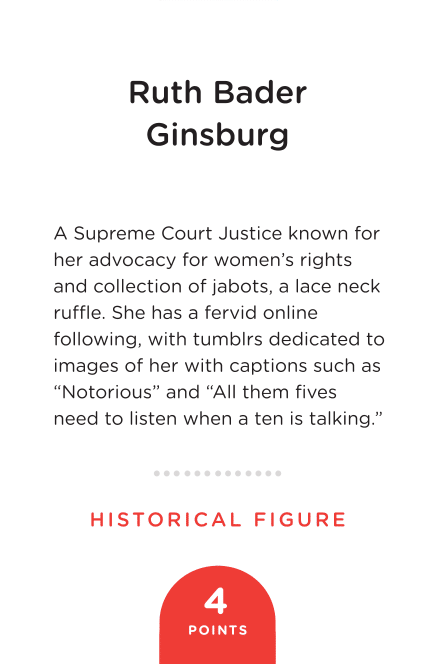 Ruth Bader
Ginsburg
A Supreme Court Justice known for
her advocacy for women’s rights
and collection of jabots, a lace neck
ruffle. She has a fervid online
following, with tumblrs dedicated to
images of her with captions such as
“Notorious” and “All them fives
need to listen when a ten is talking.”
HISTORICAL FIGURE
4
POINTS